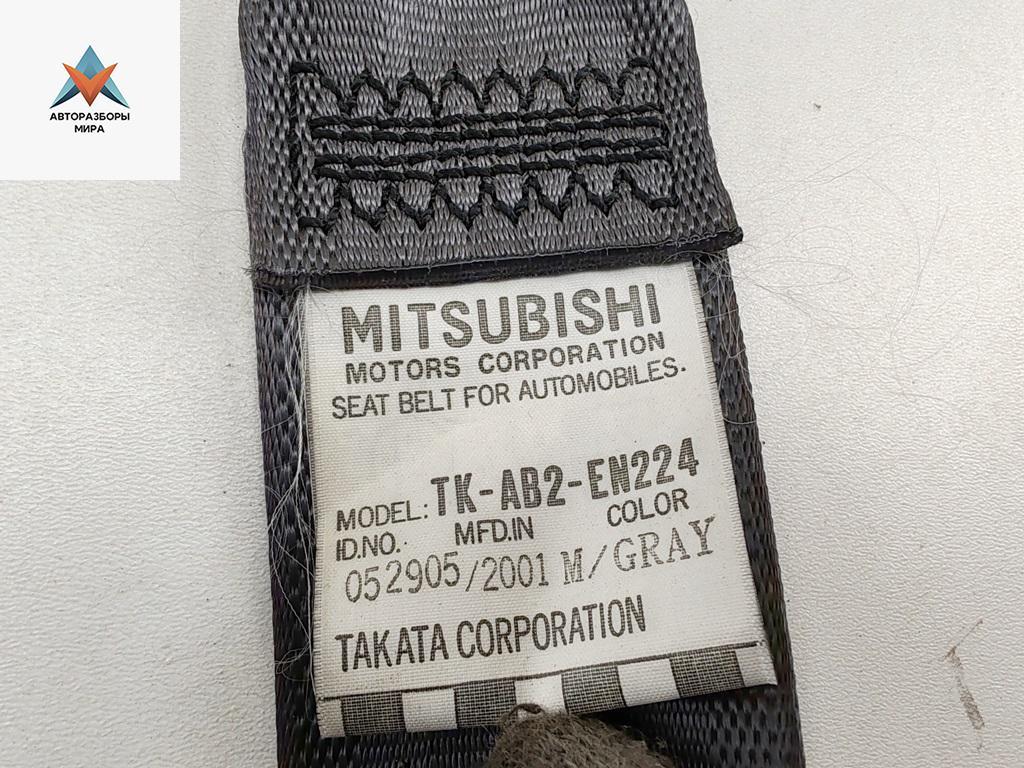 АВТОРАЗБОРЫ
МИРА
MITSUBISHI
MOTORS CORPORATION
SEAT BELT FOR AUTOMOBILES.
MODEL: TK-AB2-EN224
ID.NO. MFD.IN COLOR
052905/2001 M/GRAY
TAKATA CORPORATION